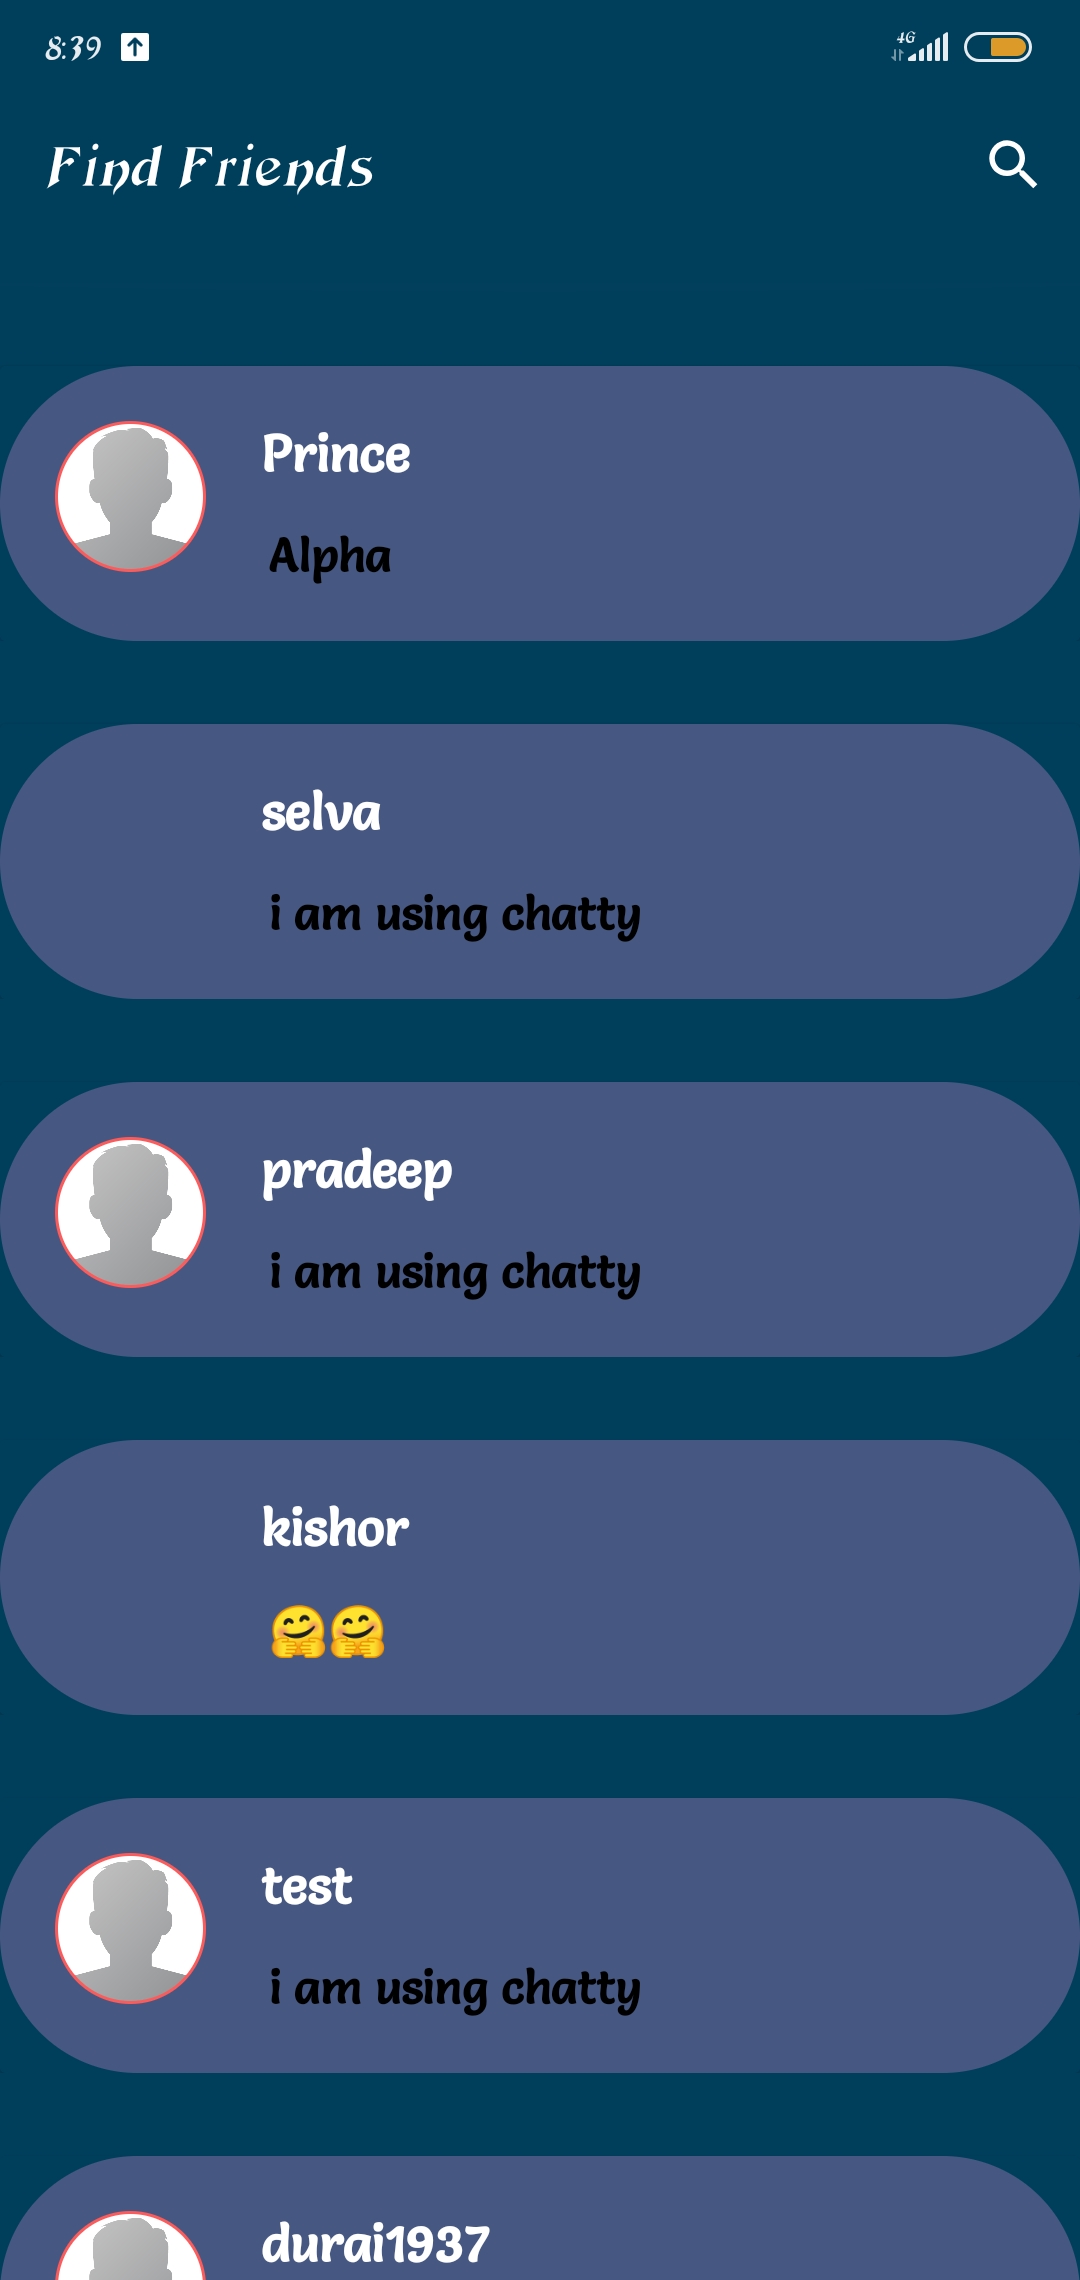 8:39
4G
Find Friends
Prince
Alpha
selva
i am using chatty
pradeep
i am using chatty
kishor
🤗🤗
test
i am using chatty
durai1937